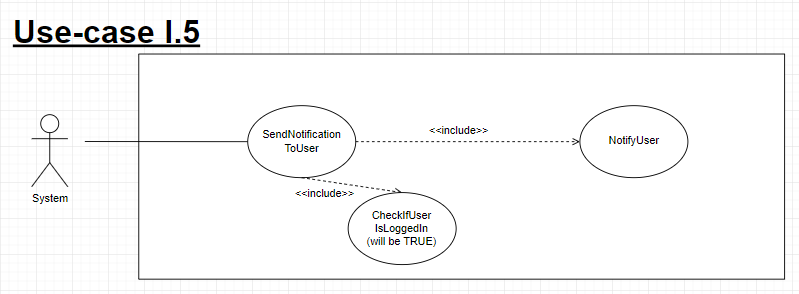 Use-case I.5
System
SendNotification
ToUser
<<include>>
NotifyUser
<<include>>
CheckIfUser
IsLoggedIn
(will be TRUE)